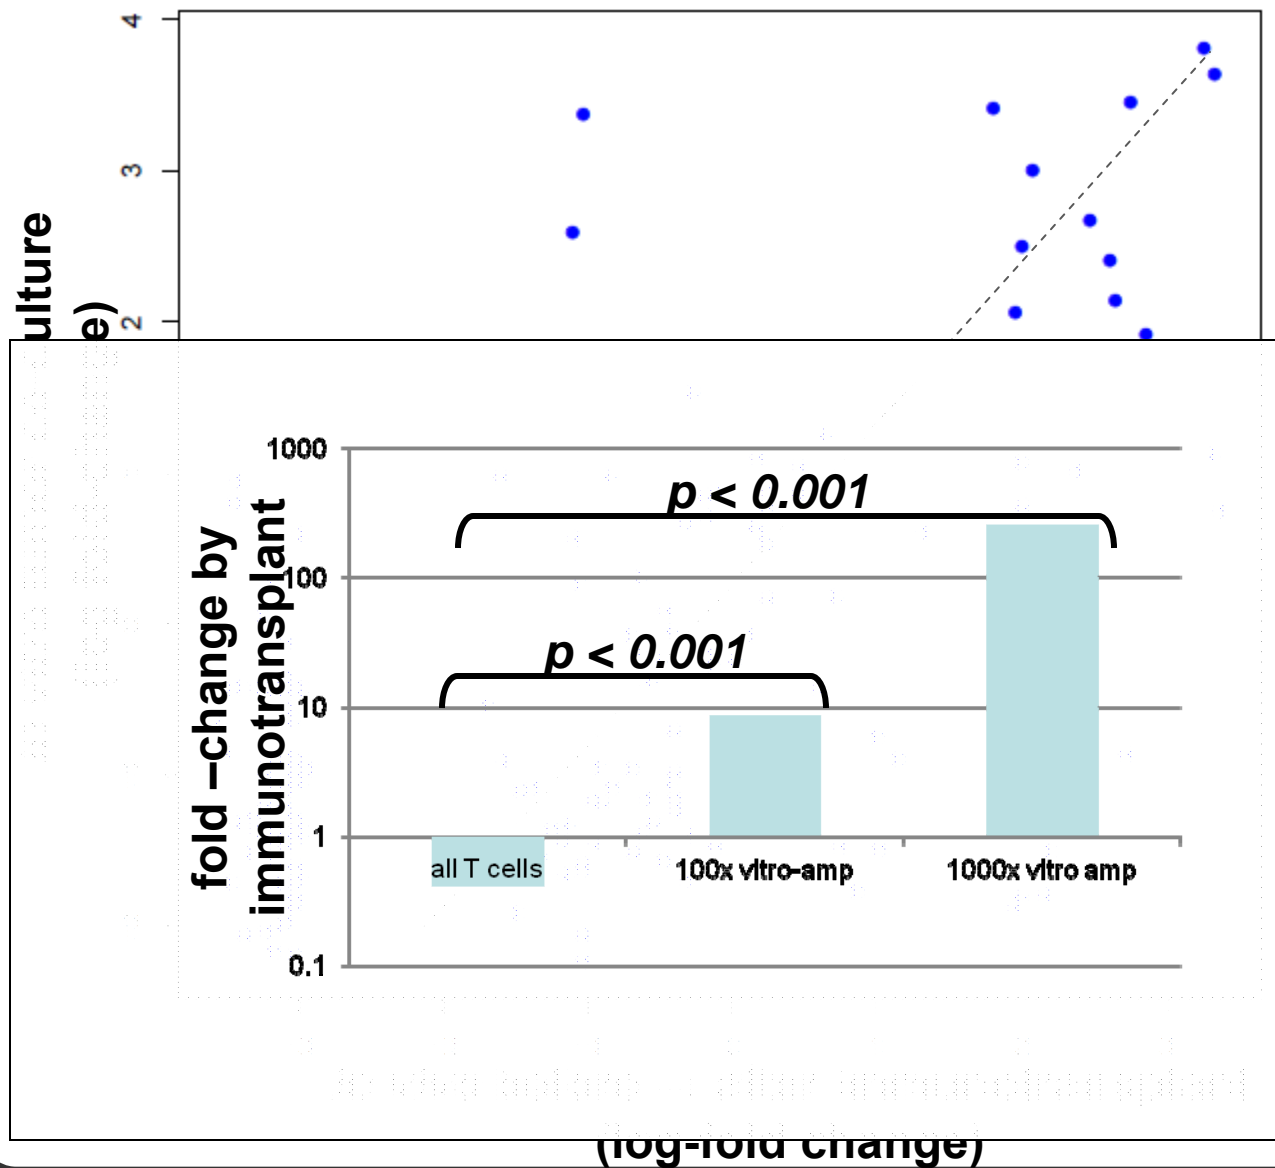 4
3
2
ulture
e)
1000
100
10
1
0.1
fold –change by
immunotransplant
p < 0.001
p < 0.001
all T cells
100x vitro-amp
1000x vitro amp
(log-fold change)